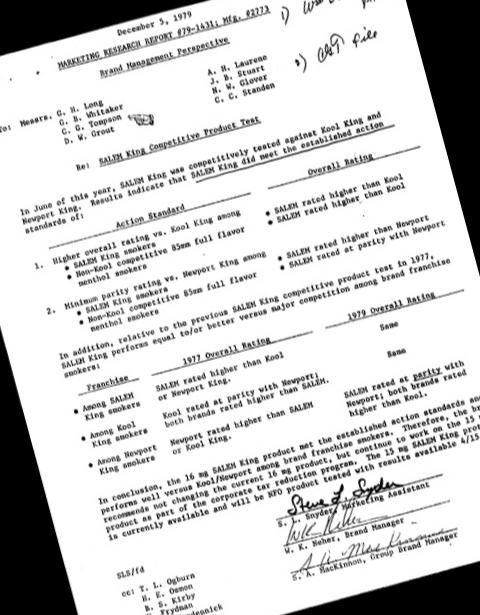 December 5, 1979
MARKETING RESEARCH REPORT #79-1431; Mfg. #2773
Brand Management Perspective
1)
2)
To: Messrs. G. H. Long
G. B. Whitaker
C. G. Tompson
D. W. Grout
A. H. Laurene
J. B. Stuart
N. W. Glover
C. C. Standen
Re: SALEM King Competitive Product Test
In June of this year, SALEM King was competitively tested against Kool King and
Newport King. Results indicate that SALEM King did meet the established action
standards of:
Action Standard
Overall Rating
1. Higher overall rating vs. Kool King among
• SALEM King smokers
• Non-Kool competitive 85mm full flavor
menthol smokers
• SALEM rated higher than Kool
• SALEM rated higher than Kool
2. Minimum parity rating vs. Newport King among
• SALEM King smokers
• Non-Kool competitive 85mm full flavor
menthol smokers
• SALEM rated higher than Newport
• SALEM rated at parity with Newport
In addition, relative to the previous SALEM King competitive product test in 1977,
SALEM King performs equal to/or better versus major competition among brand franchise
smokers:
Franchise
1977 Overall Rating
1979 Overall Rating
• Among SALEM
King smokers
SALEM rated higher than Kool
or Newport King.
Same
• Among Kool
King smokers
Kool rated at parity with Newport;
both brands rated higher than SALEM.
Same
• Among Newport
King smokers
Newport rated higher than SALEM
or Kool King.
SALEM rated at parity with
Newport; both brands rated
higher than Kool.
In conclusion, the 16 mg SALEM King product met the established action standards an
performs well versus Kool/Newport among brand franchise smokers. Therefore, the br
recommends not changing the current 16 mg product, but continue to work on the 15 m
product as part of the corporate tar reduction program. The 15 mg SALEM King prod
is currently available and will be NFO product tested with results available 4/15
Steve L. Snyder
S. L. Snyder, Marketing Assistant
W. K. Neher
W. K. Neher, Brand Manager
S. A. MacKinnon, Group Brand Manager
SLS/fd
cc: T. L. Ogburn
H. E. Osmon
B. S. Kirby
Frydman